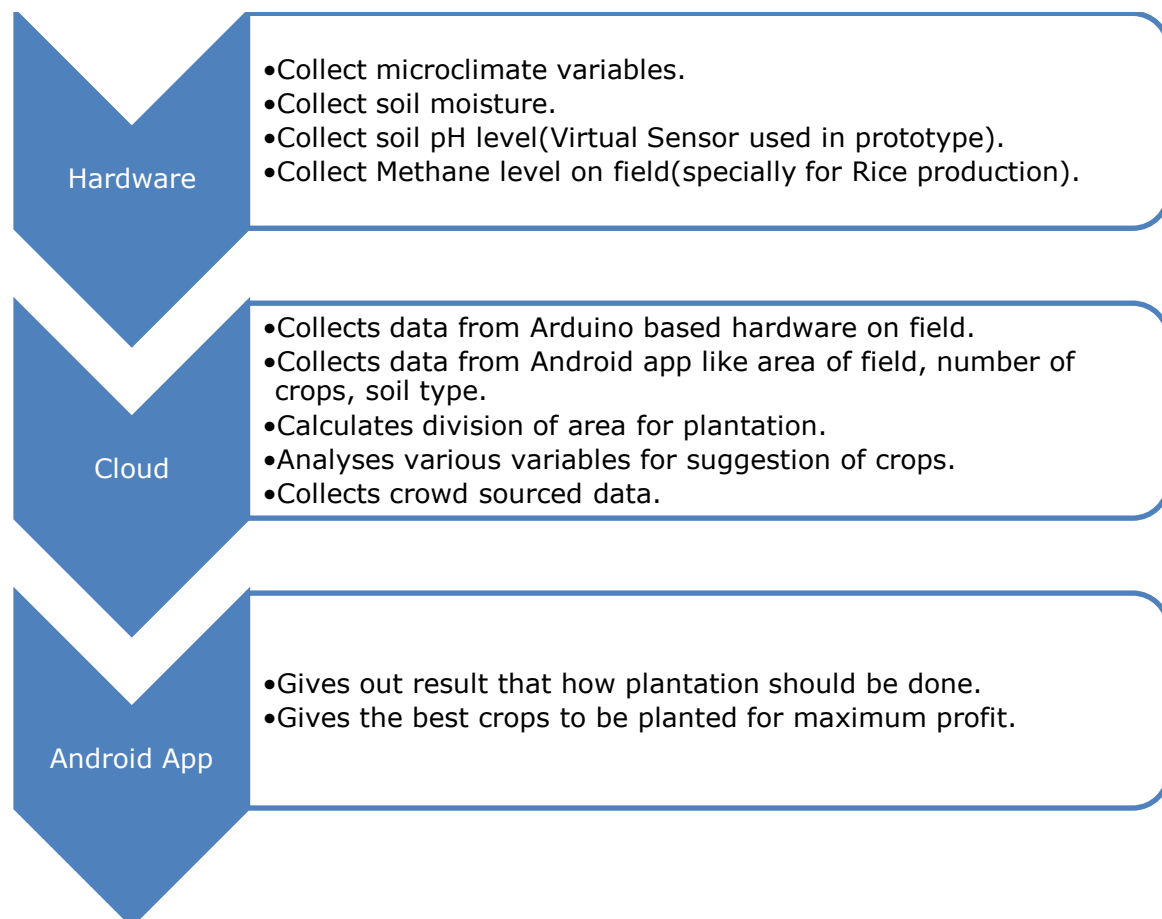 Hardware
•Collect microclimate variables.
•Collect soil moisture.
•Collect soil pH level(Virtual Sensor used in prototype).
•Collect Methane level on field(specially for Rice production).
Cloud
•Collects data from Arduino based hardware on field.
•Collects data from Android app like area of field, number of
crops, soil type.
•Calculates division of area for plantation.
•Analyses various variables for suggestion of crops.
•Collects crowd sourced data.
Android App
•Gives out result that how plantation should be done.
•Gives the best crops to be planted for maximum profit.